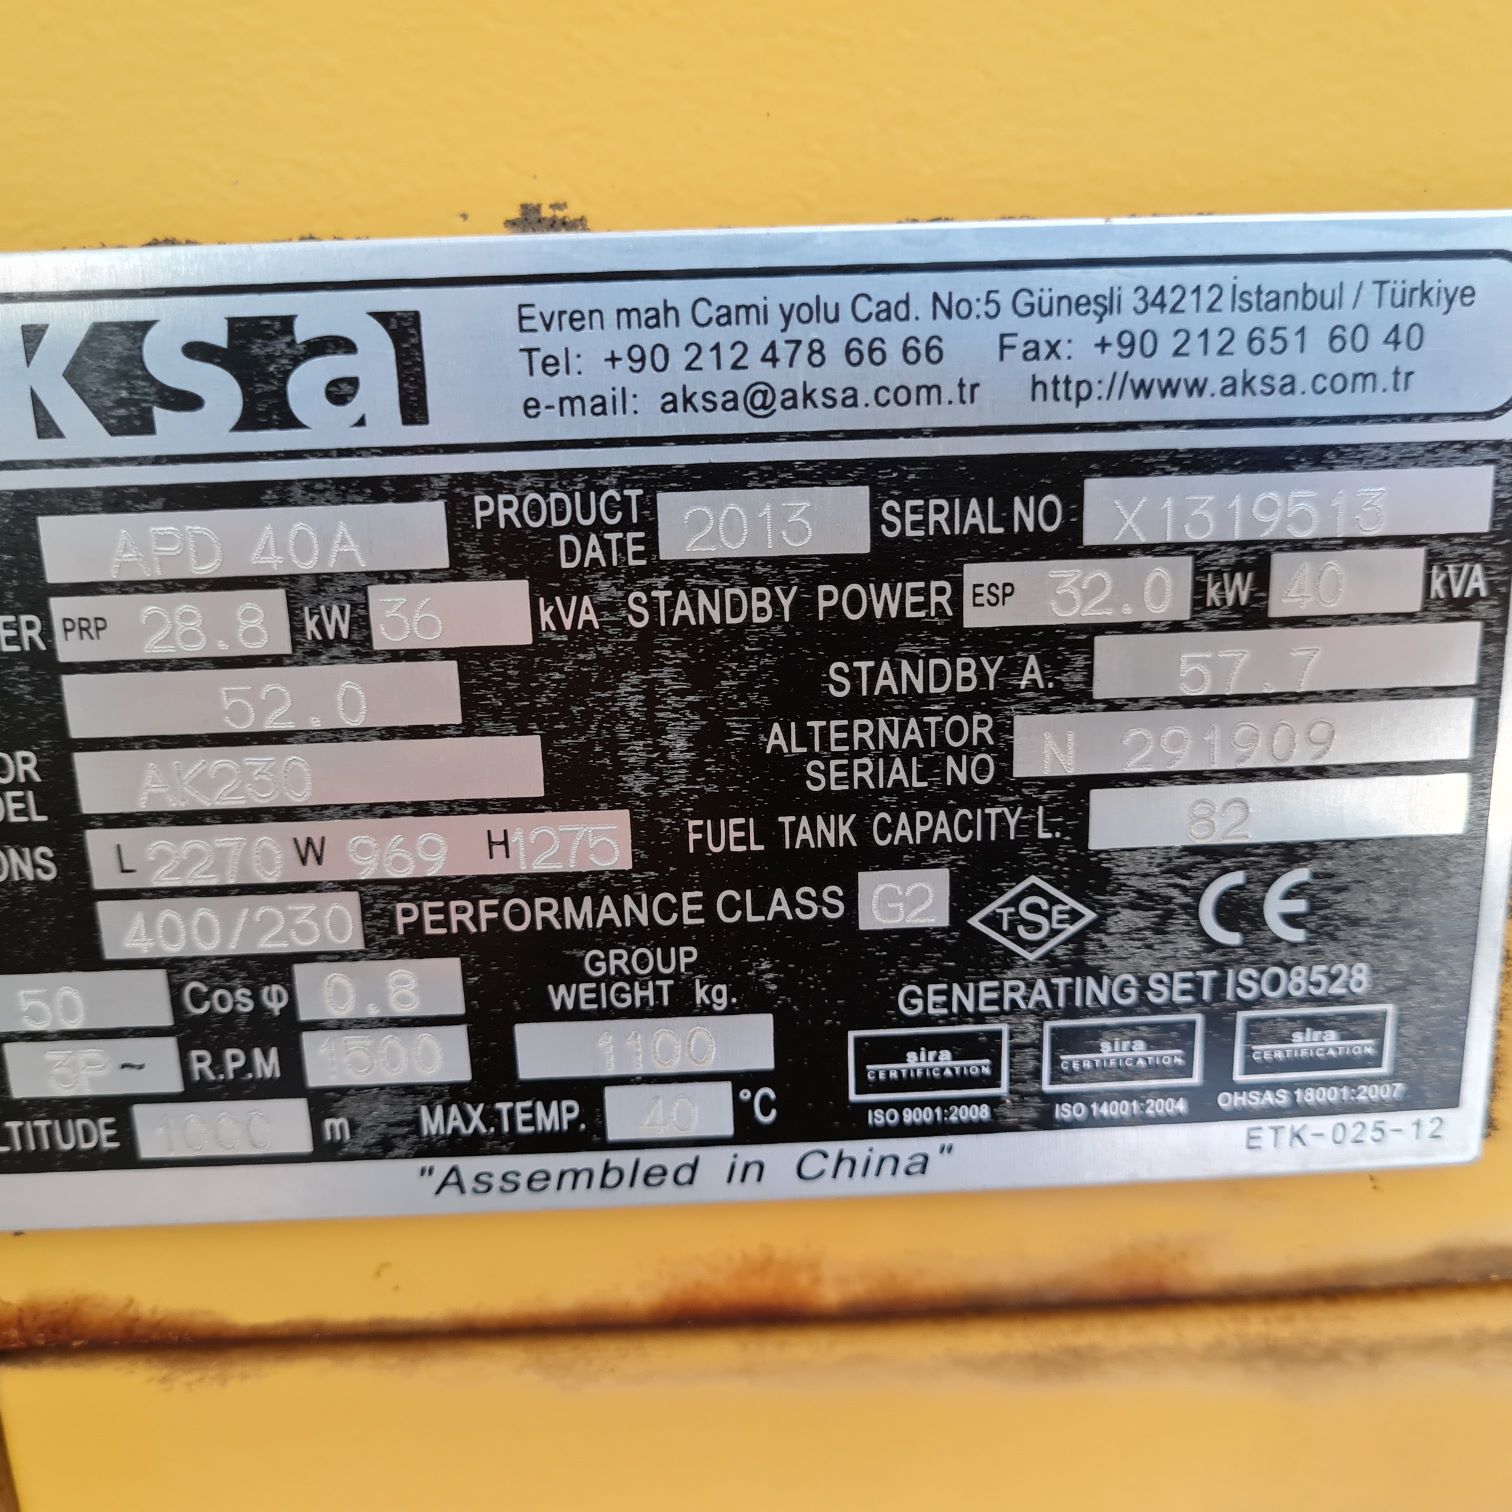 ksa
Evren mah Cami yolu Cad. No:5 Güneşli 34212 İstanbul / Türkiye
Tel: +90 212 478 66 66 Fax: +90 212 651 60 40
e-mail: aksa@aksa.com.tr http://www.aksa.com.tr
APD 40A PRODUCT DATE 2013 SERIAL NO X1319513
ER PRP 28.8 kW 36 kVA STANDBY POWER ESP 32.0 kW 40 kVA
52.0 STANDBY A. 57.7
OR DEL AK230 ALTERNATOR SERIAL NO N 291909
ONS L 2270 W 969 H 1275 FUEL TANK CAPACITY L. 82
400/230 PERFORMANCE CLASS G2 TSE CE
50 Cos φ 0.8 GROUP WEIGHT kg. GENERATING SET ISO8528
3P~ R.P.M 1500 1100
sira CERTIFICATION sira CERTIFICATION sira CERTIFICATION
LTITUDE 1000 m MAX.TEMP. 40 °C ISO 9001:2008 ISO 14001:2004 OHSAS 18001:2007
"Assembled in China" ETK-025-12